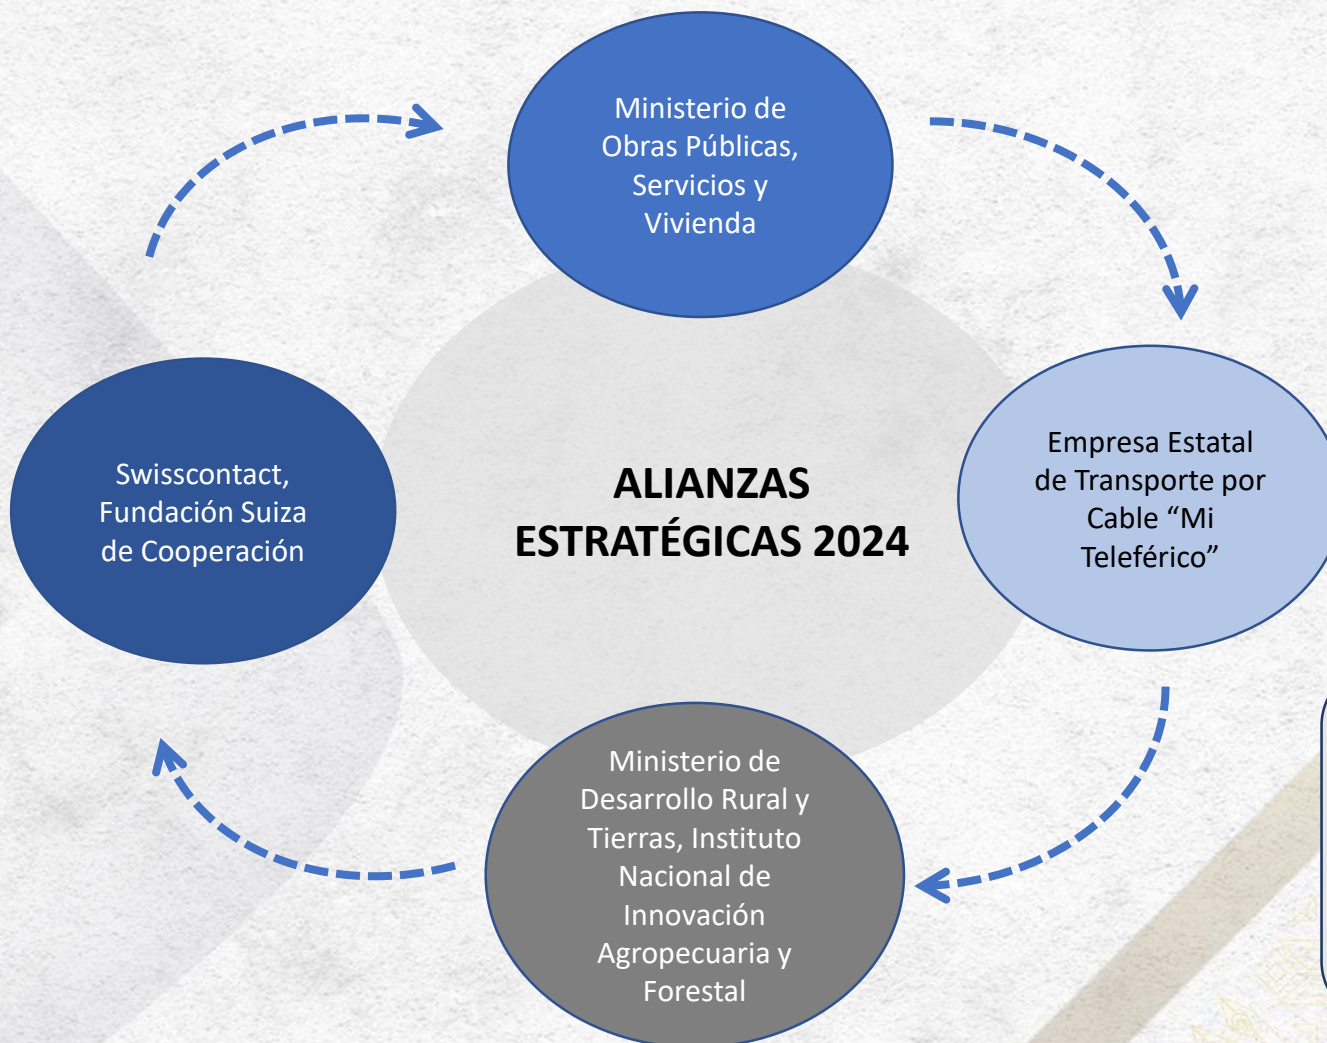 Ministerio de
Obras Públicas,
Servicios y
Vivienda
Swisscontact,
Fundación Suiza
de Cooperación
ALIANZAS
ESTRATÉGICAS 2024
Empresa Estatal
de Transporte por
Cable “Mi
Teleférico”
Ministerio de
Desarrollo Rural y
Tierras, Instituto
Nacional de
Innovación
Agropecuaria y
Forestal